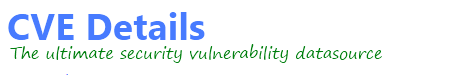 CVE Details
The ultimate security vulnerability datasource